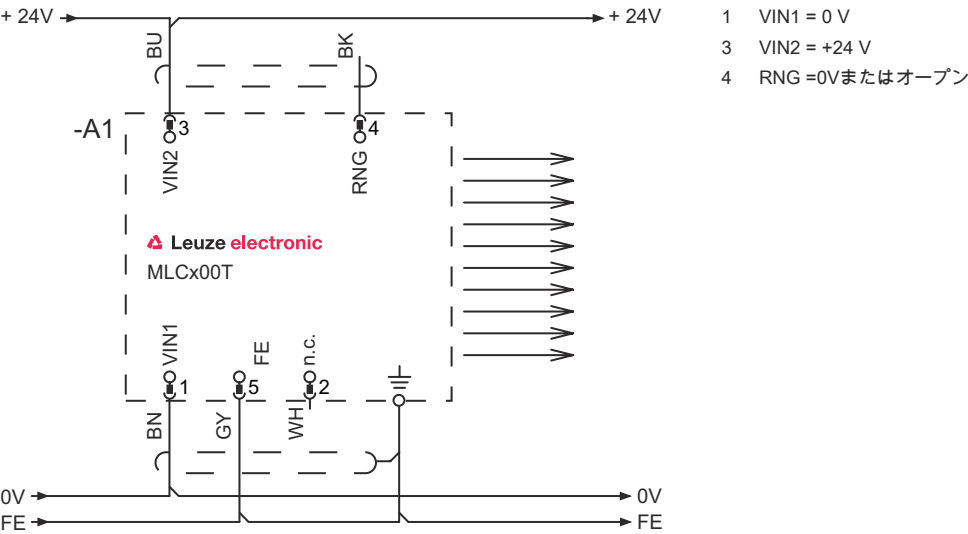 + 24V
+ 24V
1 VIN1 = 0 V
3 VIN2 = +24 V
4 RNG =0Vまたはオープン
BU
BK
-A1
3
4
VIN2
RNG
Leuze electronic
MLCx00T
VIN1
FE
n.c.
1
5
2
BN
GY
WH
0V
0V
FE
FE